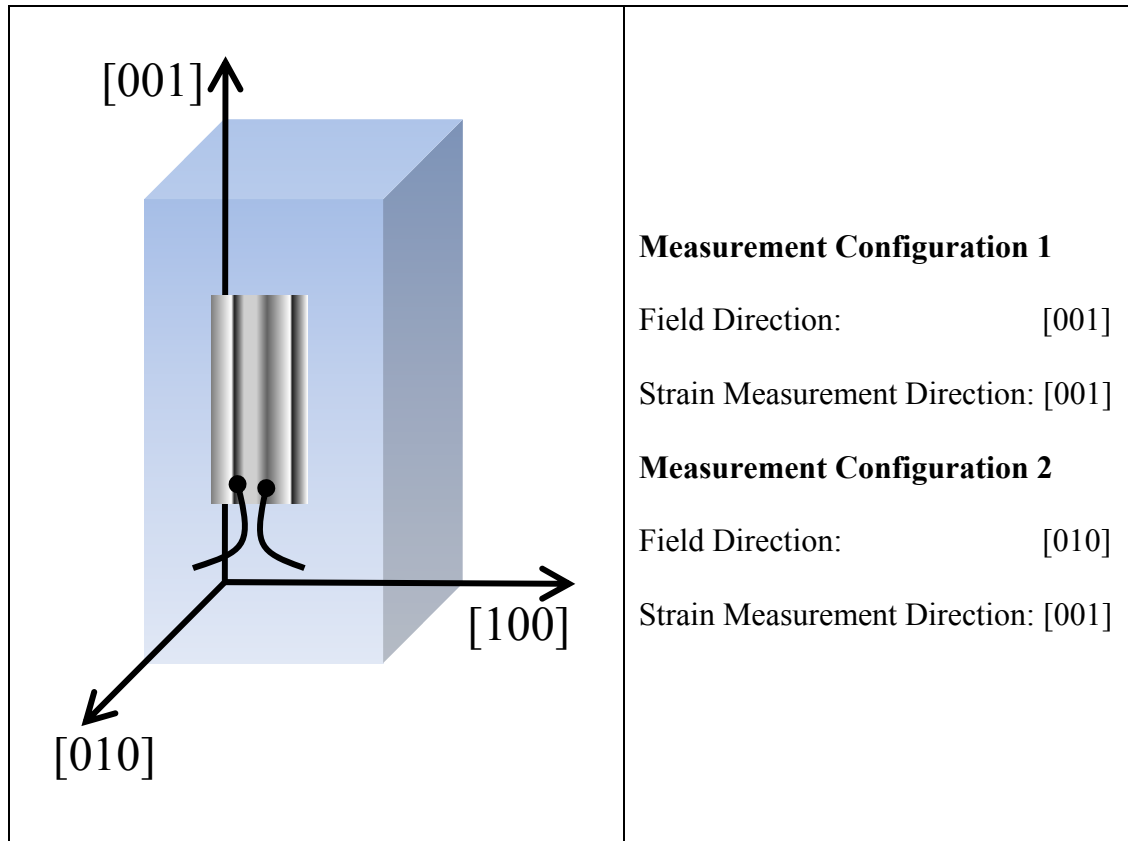 [001]
[100]
[010]
Measurement Configuration 1
Field Direction: [001]
Strain Measurement Direction: [001]
Measurement Configuration 2
Field Direction: [010]
Strain Measurement Direction: [001]